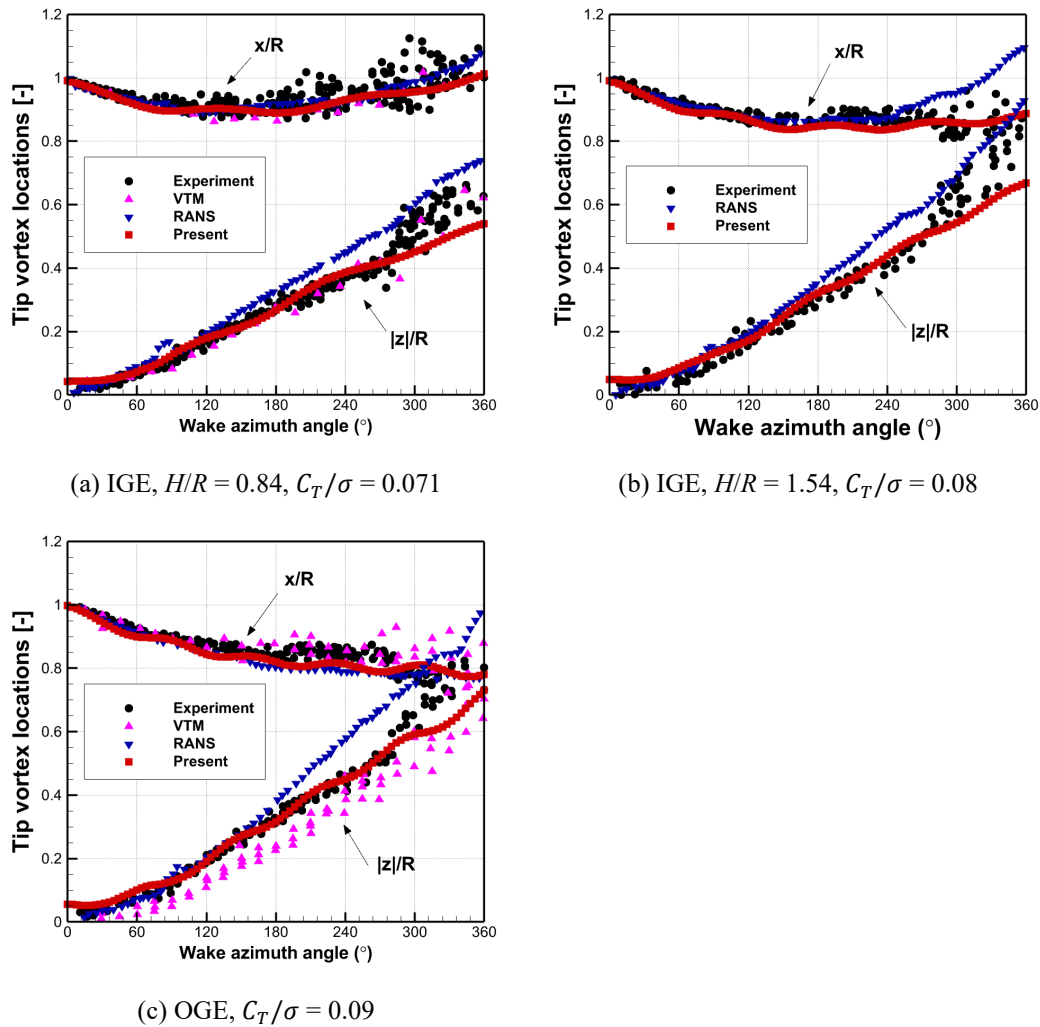 1.2
1
0.8
0.6
0.4
0.2
0
Tip vortex locations [-]
x/R
Experiment
VTM
RANS
Present
|z|/R
0 60 120 180 240 300 360
Wake azimuth angle (°)
(a) IGE, H/R = 0.84, C_T/σ = 0.071
1.2
1
0.8
0.6
0.4
0.2
0
Tip vortex locations [-]
x/R
Experiment
RANS
Present
|z|/R
0 60 120 180 240 300 360
Wake azimuth angle (°)
(b) IGE, H/R = 1.54, C_T/σ = 0.08
1.2
1
0.8
0.6
0.4
0.2
0
Tip vortex locations [-]
x/R
Experiment
VTM
RANS
Present
|z|/R
0 60 120 180 240 300 360
Wake azimuth angle (°)
(c) OGE, C_T/σ = 0.09